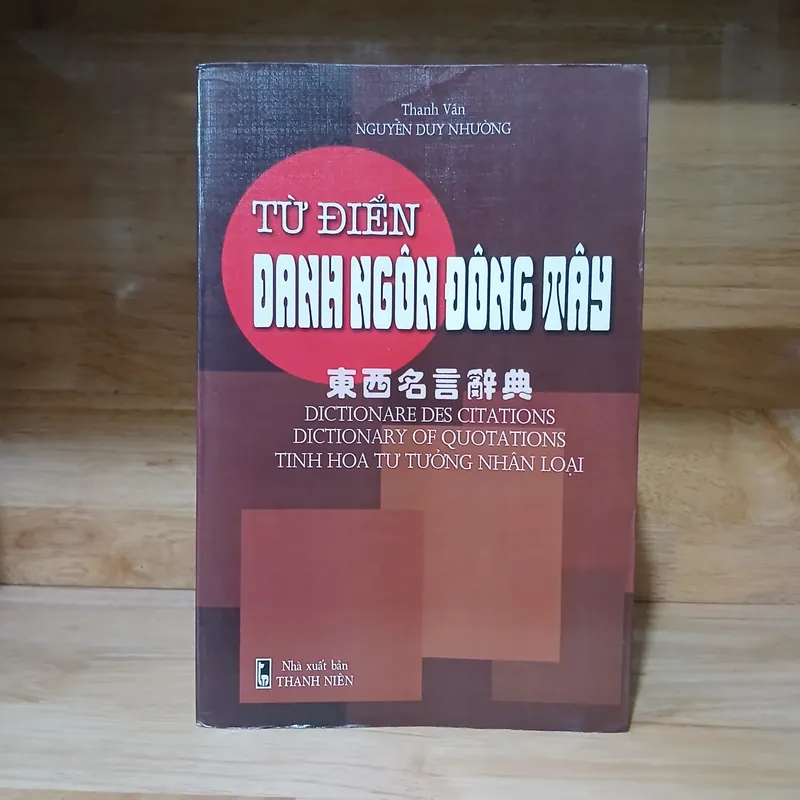 Thanh Vân
NGUYỄN DUY NHƯỜNG
TỪ ĐIỂN
DANH NGÔN ĐÔNG TÂY
東西名言辭典
DICTIONARE DES CITATIONS
DICTIONARY OF QUOTATIONS
TINH HOA TƯ TƯỞNG NHÂN LOẠI
Nhà xuất bản
THANH NIÊN